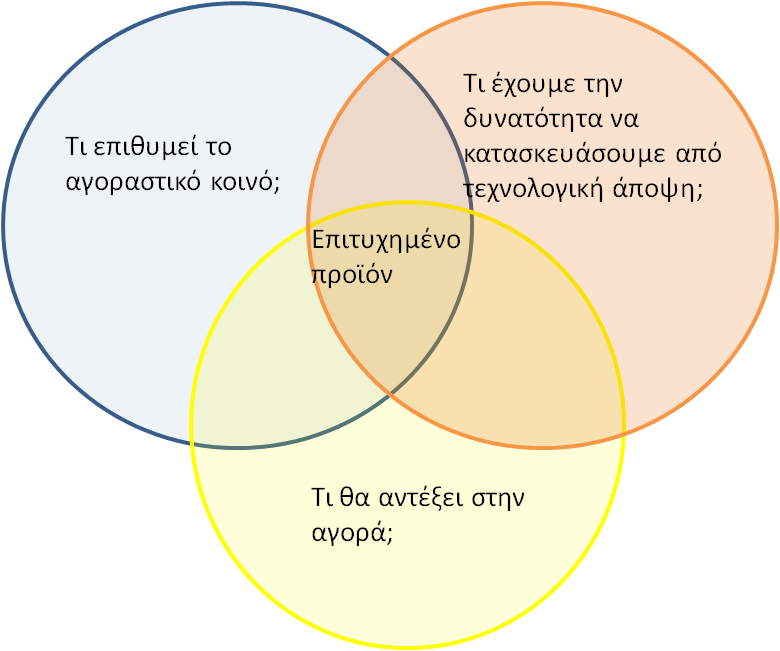 Τι επιθυμεί το
αγοραστικό κοινό;
Τι έχουμε την
δυνατότητα να
κατασκευάσουμε από
τεχνολογική άποψη;
Επιτυχημένο
προϊόν
Τι θα αντέξει στην
αγορά;